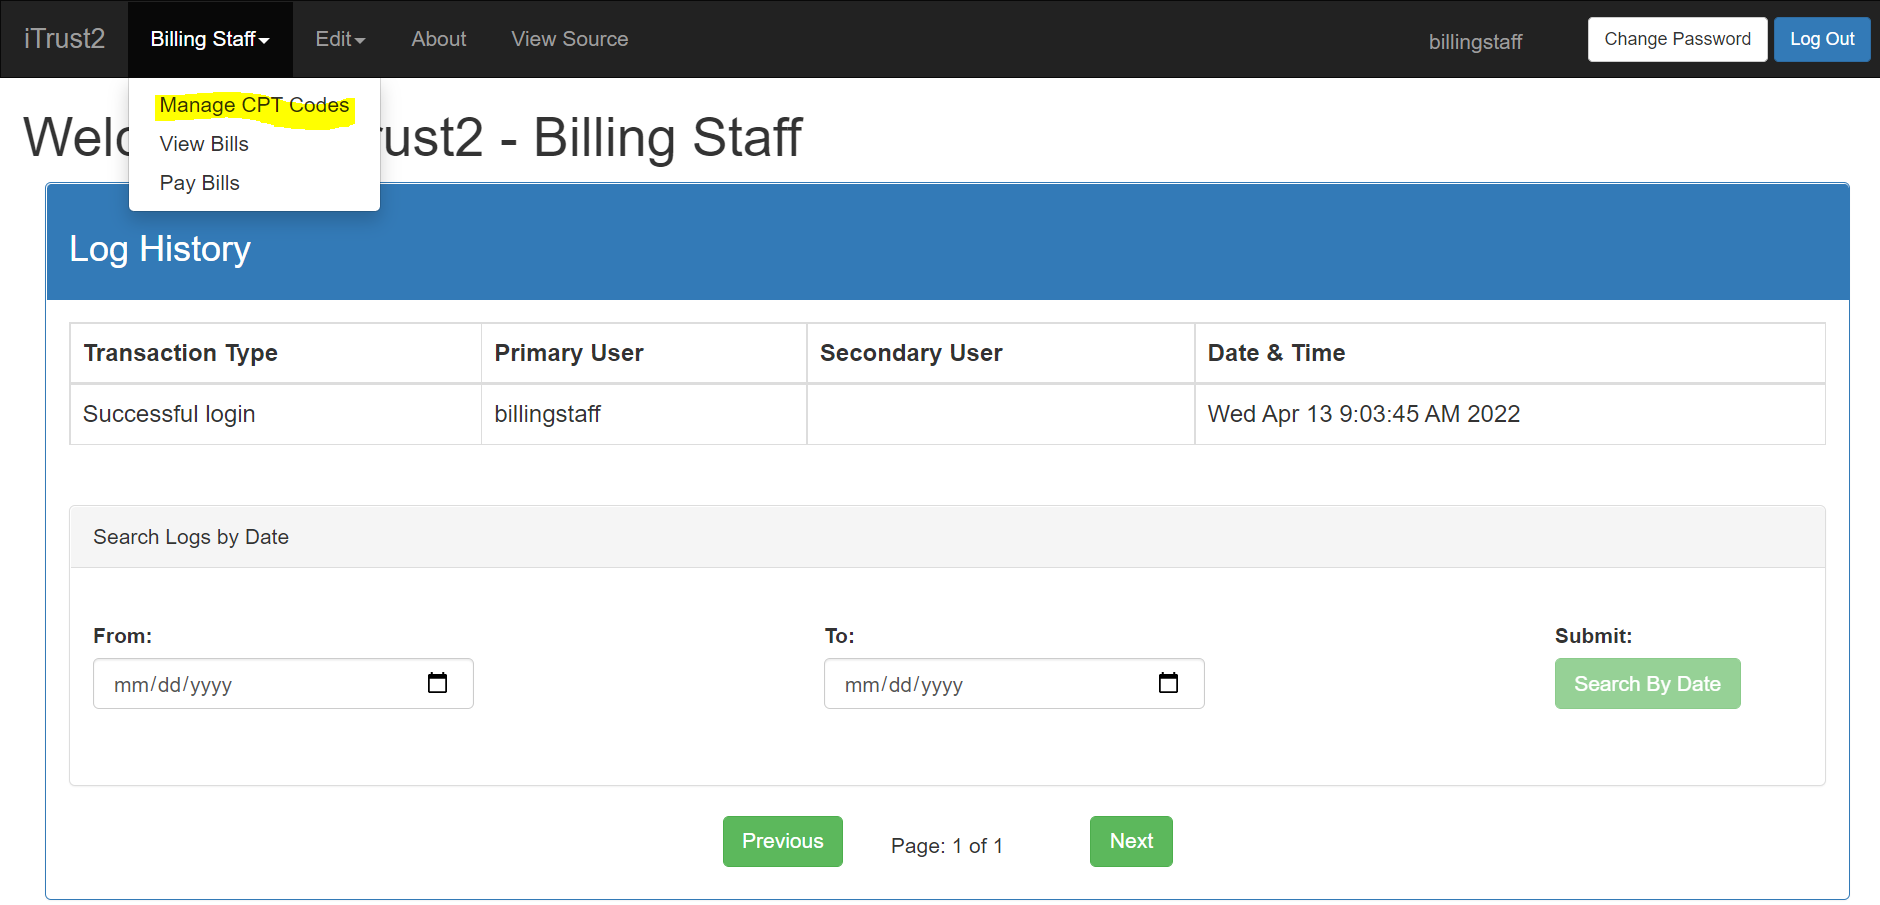 iTrust2 Billing Staff Edit About View Source billingstaff Change Password Log Out
Manage CPT Codes
View Bills
Pay Bills
ust2 - Billing Staff
Log History
Transaction Type Primary User Secondary User Date & Time
Successful login billingstaff Wed Apr 13 9:03:45 AM 2022
Search Logs by Date
From: To: Submit:
mm/dd/yyyy mm/dd/yyyy Search By Date
Previous Page: 1 of 1 Next